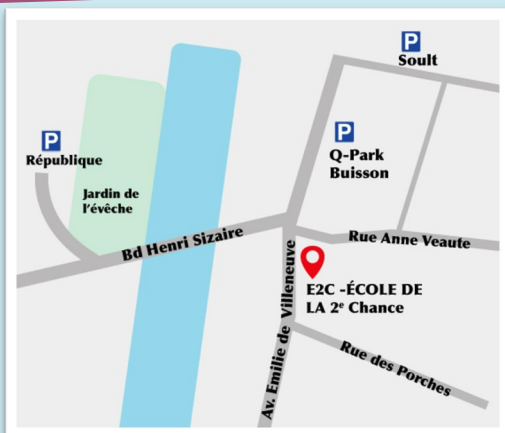 P
Soult
P
Q-Park
Buisson
P
République
Jardin de
l'évêche
Bd Henri Sizaire
Rue Anne Veaute
E2C -ÉCOLE DE
LA 2e Chance
Av. Emilie de Villeneuve
Rue des Porches